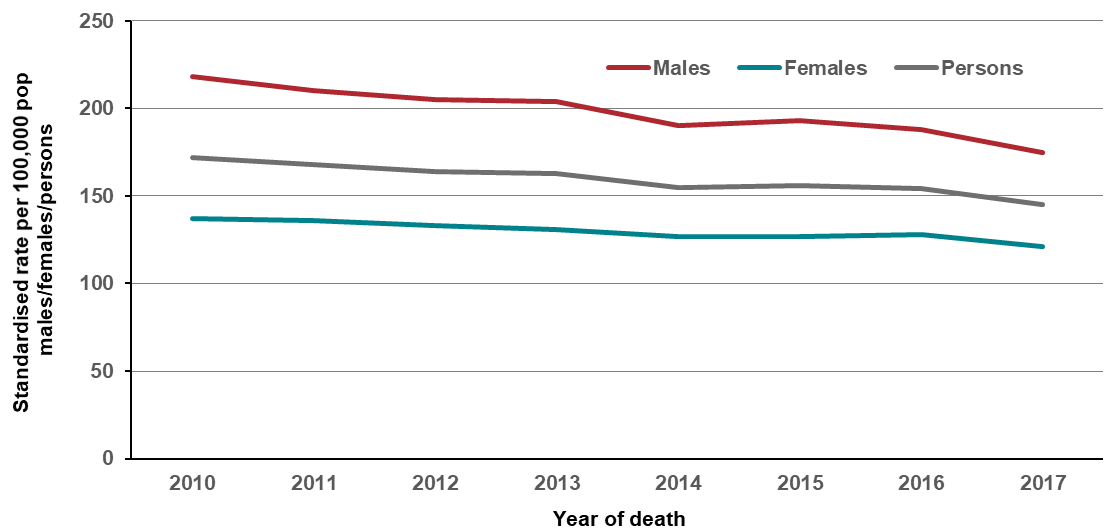 250
200
150
100
50
0
Standardised rate per 100,000 pop
males/females/persons
Males Females Persons
2010 2011 2012 2013 2014 2015 2016 2017
Year of death